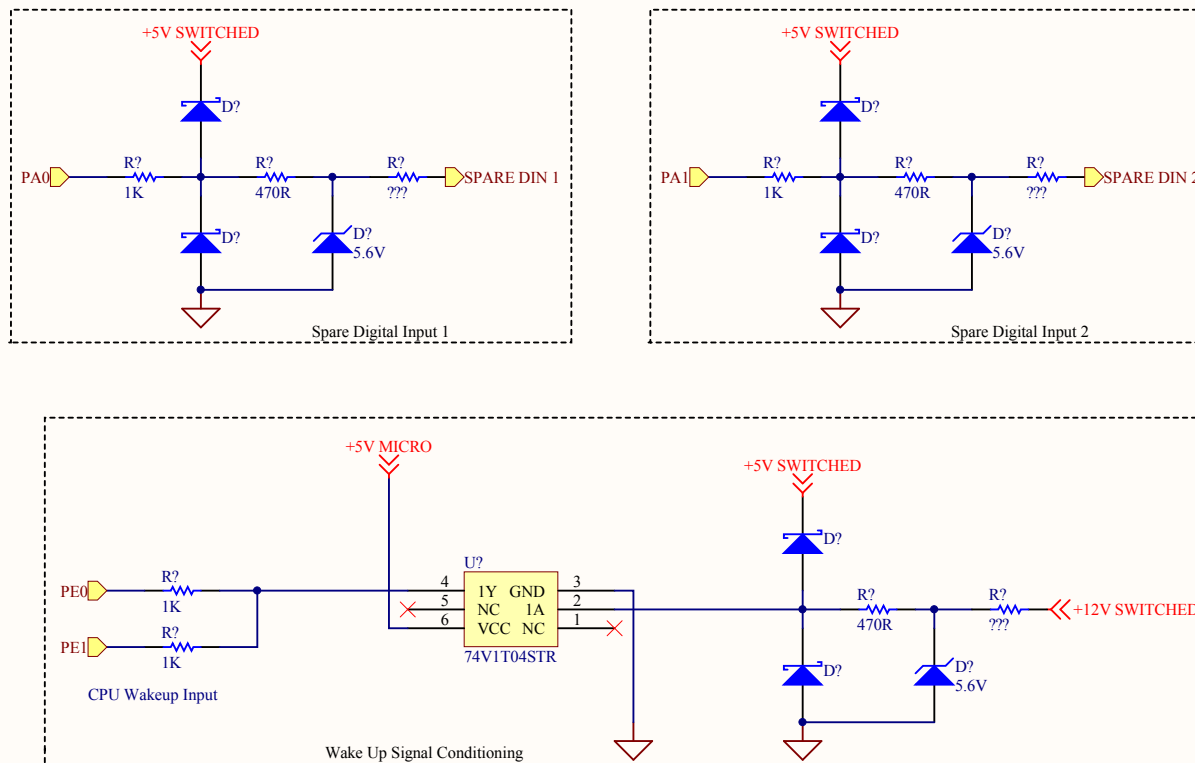 +5V SWITCHED
D?
PA0
R?
1K
R?
470R
R?
???
SPARE DIN 1
D?
D?
5.6V
Spare Digital Input 1
+5V SWITCHED
D?
PA1
R?
1K
R?
470R
R?
???
SPARE DIN 2
D?
D?
5.6V
Spare Digital Input 2
+5V MICRO
+5V SWITCHED
D?
U?
PE0
R?
1K
4
5
6
1Y GND
NC 1A
VCC NC
3
2
1
74V1T04STR
PE1
R?
1K
R?
470R
R?
???
+12V SWITCHED
D?
D?
5.6V
CPU Wakeup Input
Wake Up Signal Conditioning